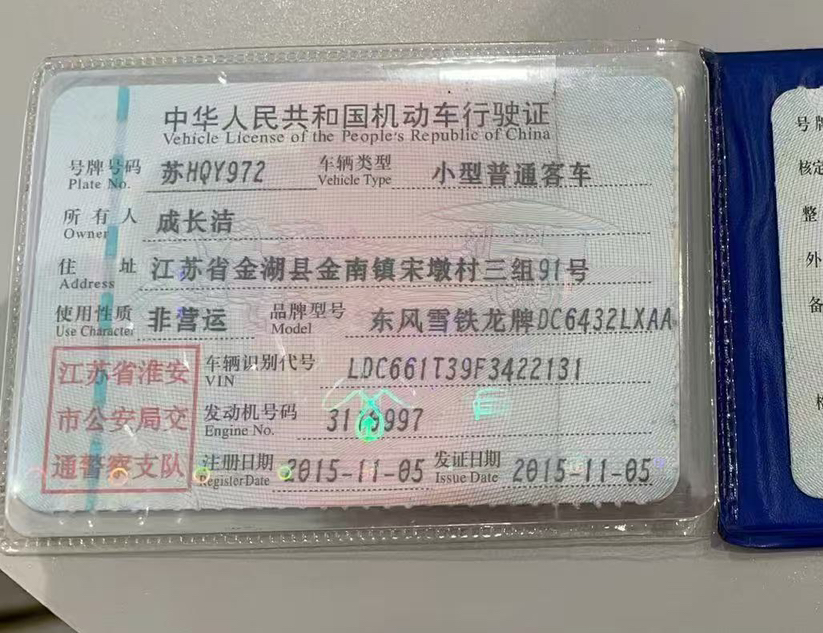 中华人民共和国机动车行驶证
Vehicle License of the People's Republic of China
号牌号码 苏HQY972 车辆类型 小型普通客车
Plate No. Vehicle Type
所有人 成长洁
Owner
住址 江苏省金湖县金南镇宋墩村三组91号
Address
使用性质 非营运 品牌型号 东风雪铁龙牌DC6432LXAA
Use Character Model
江苏省淮安
市公安局交
通警察支队
车辆识别代号 LDC661T39F3422131
VIN
发动机号码
Engine No.
注册日期 2015-11-05 发证日期 2015-11-05
Register Date Issue Date
号牌
核定
整
外
备